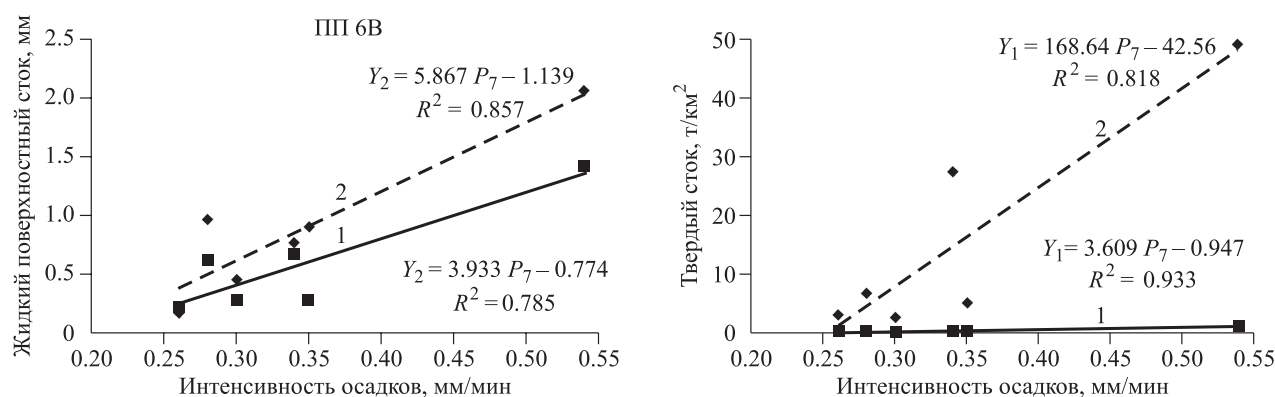 ПП 6В
Жидкий поверхностный сток, мм
2.5
2.0
1.5
1.0
0.5
0
Y₂ = 5.867 P₇ – 1.139
R² = 0.857
2
1
Y₂ = 3.933 P₇ – 0.774
R² = 0.785
0.20 0.25 0.30 0.35 0.40 0.45 0.50 0.55
Интенсивность осадков, мм/мин
Твердый сток, т/км²
50
40
30
20
10
0
Y₁ = 168.64 P₇ – 42.56
R² = 0.818
2
Y₁ = 3.609 P₇ – 0.947
R² = 0.933
1
0.20 0.25 0.30 0.35 0.40 0.45 0.50 0.55
Интенсивность осадков, мм/мин